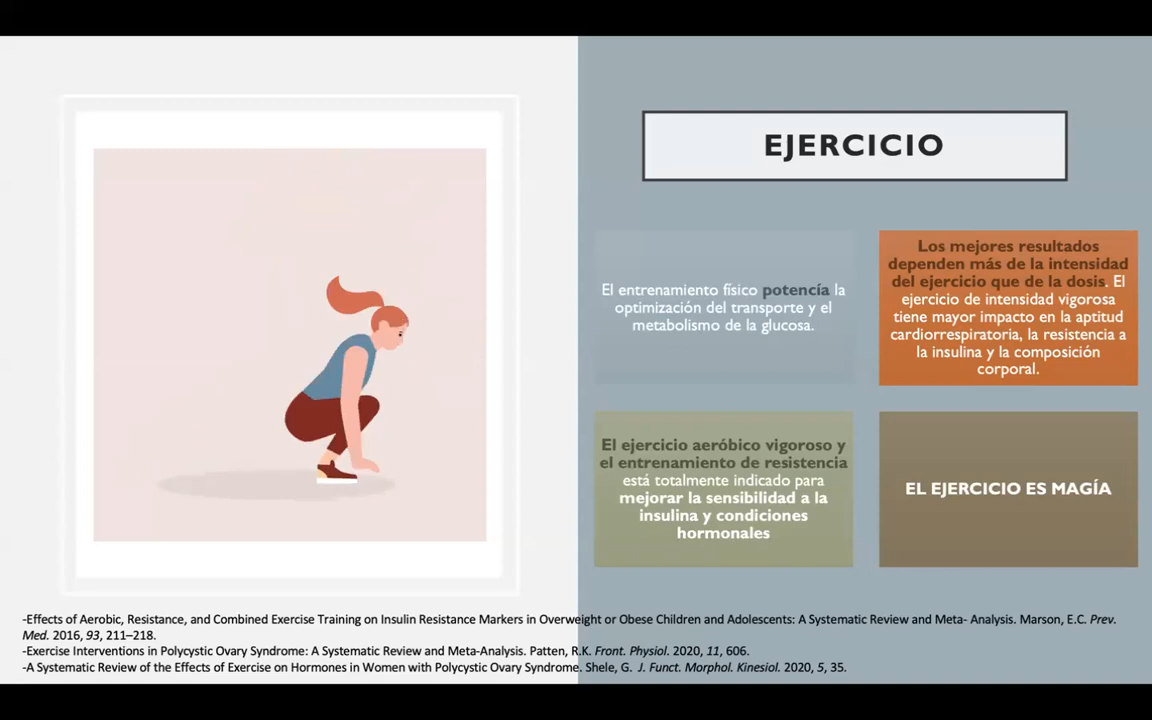 EJERCICIO
El entrenamiento físico potencía la
optimización del transporte y el
metabolismo de la glucosa.
Los mejores resultados
dependen más de la intensidad
del ejercicio que de la dosis. El
ejercicio de intensidad vigorosa
tiene mayor impacto en la aptitud
cardiorrespiratoria, la resistencia a
la insulina y la composición
corporal.
El ejercicio aeróbico vigoroso y
el entrenamiento de resistencia
está totalmente indicado para
mejorar la sensibilidad a la
insulina y condiciones
hormonales
EL EJERCICIO ES MAGÍA
-Effects of Aerobic, Resistance, and Combined Exercise Training on Insulin Resistance Markers in Overweight or Obese Children and Adolescents: A Systematic Review and Meta- Analysis. Marson, E.C. Prev.
Med. 2016, 93, 211–218.
-Exercise Interventions in Polycystic Ovary Syndrome: A Systematic Review and Meta-Analysis. Patten, R.K. Front. Physiol. 2020, 11, 606.
-A Systematic Review of the Effects of Exercise on Hormones in Women with Polycystic Ovary Syndrome. Shele, G. J. Funct. Morphol. Kinesiol. 2020, 5, 35.